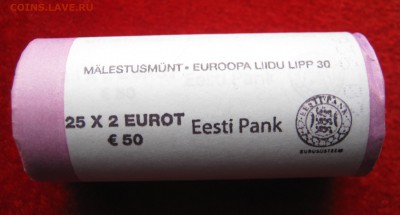 COINS.LAVE.RU
MÄLESTUSMÜNT • EUROOPA LIIDU LIPP 30
25 X 2 EUROT
€ 50
Eesti Pank
EESTI PANK
EUROSÜSTEEM